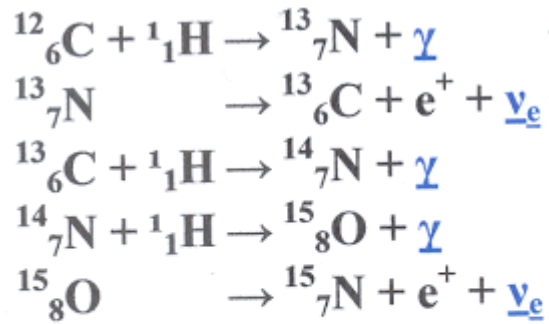 ¹²₆C + ¹₁H → ¹³₇N + γ
¹³₇N → ¹³₆C + e⁺ + νₑ
¹³₆C + ¹₁H → ¹⁴₇N + γ
¹⁴₇N + ¹₁H → ¹⁵₈O + γ
¹⁵₈O → ¹⁵₇N + e⁺ + νₑ